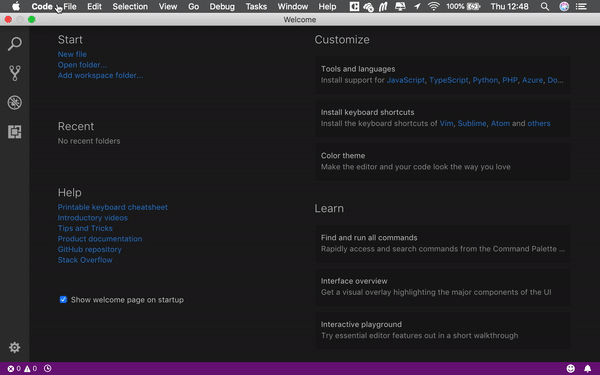 Code File Edit Selection View Go Debug Tasks Window Help 100% Thu 12:48
Welcome
Start
New file
Open folder...
Add workspace folder...
Recent
No recent folders
Help
Printable keyboard cheatsheet
Introductory videos
Tips and Tricks
Product documentation
GitHub repository
Stack Overflow
Show welcome page on startup
Customize
Tools and languages
Install support for JavaScript, TypeScript, Python, PHP, Azure, Do...
Install keyboard shortcuts
Install the keyboard shortcuts of Vim, Sublime, Atom and others
Color theme
Make the editor and your code look the way you love
Learn
Find and run all commands
Rapidly access and search commands from the Command Palette ...
Interface overview
Get a visual overlay highlighting the major components of the UI
Interactive playground
Try essential editor features out in a short walkthrough
0 0